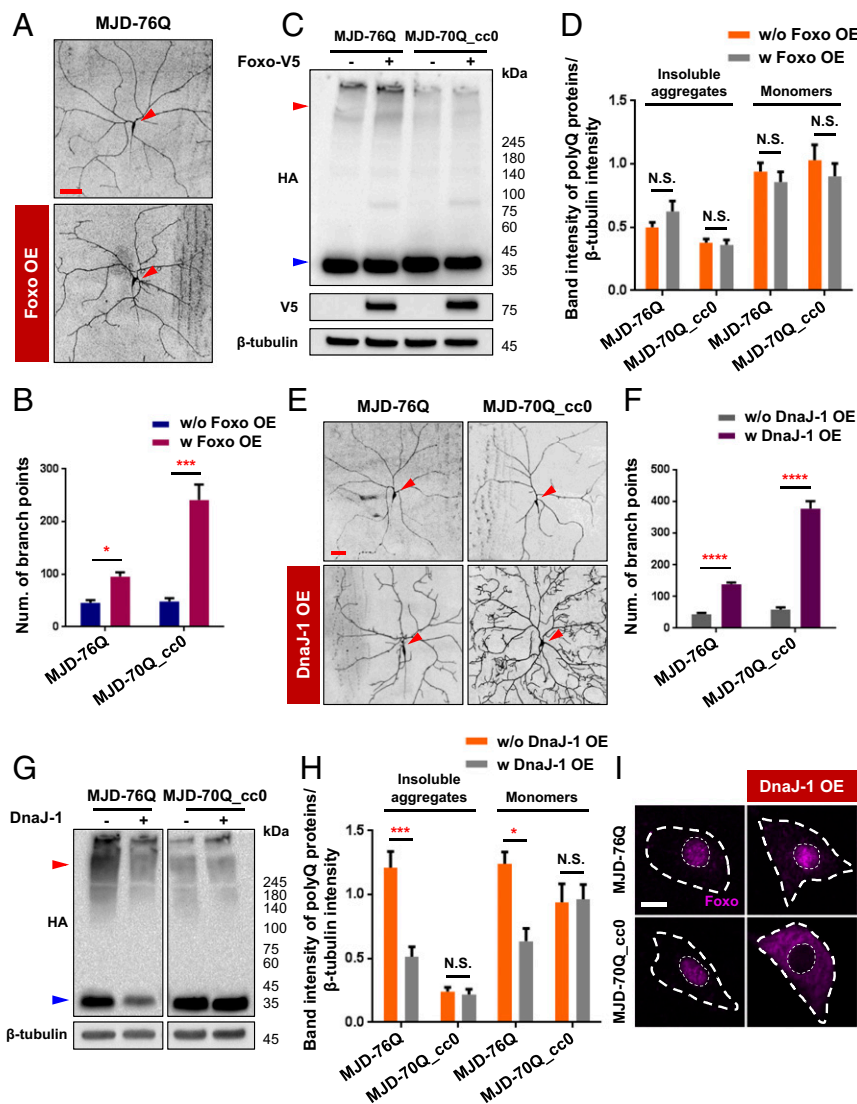 A
MJD-76Q
Foxo OE
B
w/o Foxo OE
w Foxo OE
Num. of branch points
300
200
100
0
*
***
MJD-76Q
MJD-70Q_cc0
C
MJD-76Q MJD-70Q_cc0
Foxo-V5 - + - + kDa
HA
245
180
140
100
75
60
45
35
V5 75
β-tubulin 45
D
w/o Foxo OE
w Foxo OE
Insoluble aggregates
Monomers
Band intensity of polyQ proteins/
β-tubulin intensity
1.5
1.0
0.5
0.0
N.S.
N.S.
N.S.
N.S.
MJD-76Q
MJD-70Q_cc0
MJD-76Q
MJD-70Q_cc0
E
MJD-76Q MJD-70Q_cc0
DnaJ-1 OE
F
w/o DnaJ-1 OE
w DnaJ-1 OE
Num. of branch points
500
400
300
200
100
0
****
****
MJD-76Q
MJD-70Q_cc0
G
MJD-76Q MJD-70Q_cc0
DnaJ-1 - + - + kDa
HA
245
180
140
100
75
60
45
35
β-tubulin 45
H
w/o DnaJ-1 OE
w DnaJ-1 OE
Insoluble
aggregates
Monomers
Band intensity of polyQ proteins/
β-tubulin intensity
1.5
1.0
0.5
0.0
***
N.S.
*
N.S.
MJD-76Q
MJD-70Q_cc0
MJD-76Q
MJD-70Q_cc0
I
DnaJ-1 OE
MJD-76Q
Foxo
MJD-70Q_cc0